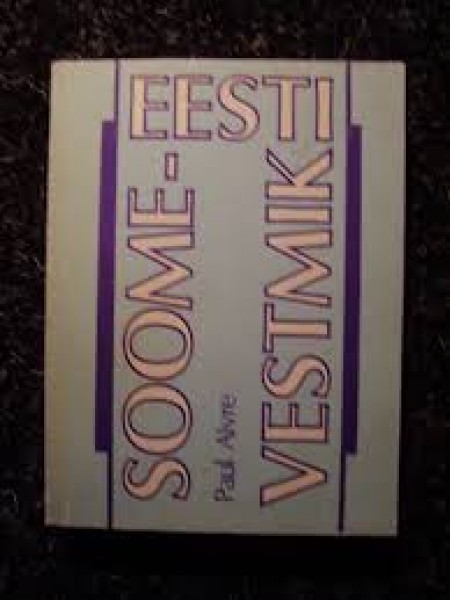 SOOME-
EESTI
Paul Alvre
VESTMIK